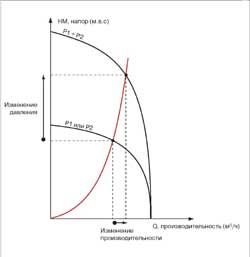 НМ, напор (м.в.с)
P1 + P2
Изменение
давления
P1 или P2
Q, производительность (м³/ч)
Изменение
производительности